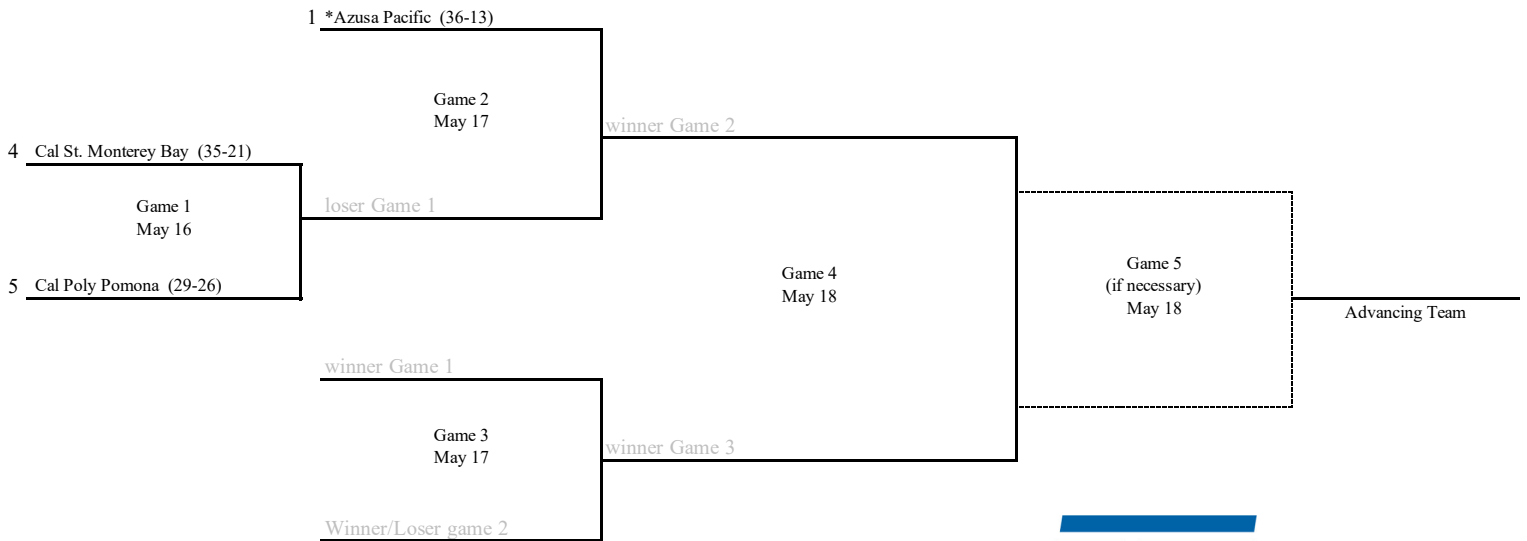 1 *Azusa Pacific (36-13)
Game 2
May 17
winner Game 2
4 Cal St. Monterey Bay (35-21)
Game 1
May 16
loser Game 1
5 Cal Poly Pomona (29-26)
Game 4
May 18
Game 5
(if necessary)
May 18
Advancing Team
winner Game 1
Game 3
May 17
winner Game 3
Winner/Loser game 2